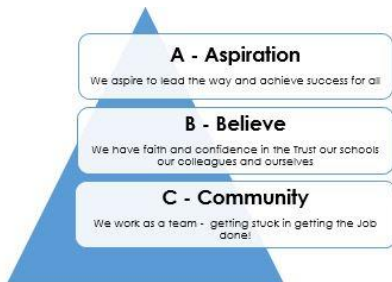 A - Aspiration
We aspire to lead the way and achieve success for all
B - Believe
We have faith and confidence in the Trust our schools
our colleagues and ourselves
C - Community
We work as a team - getting stuck in getting the Job
done!